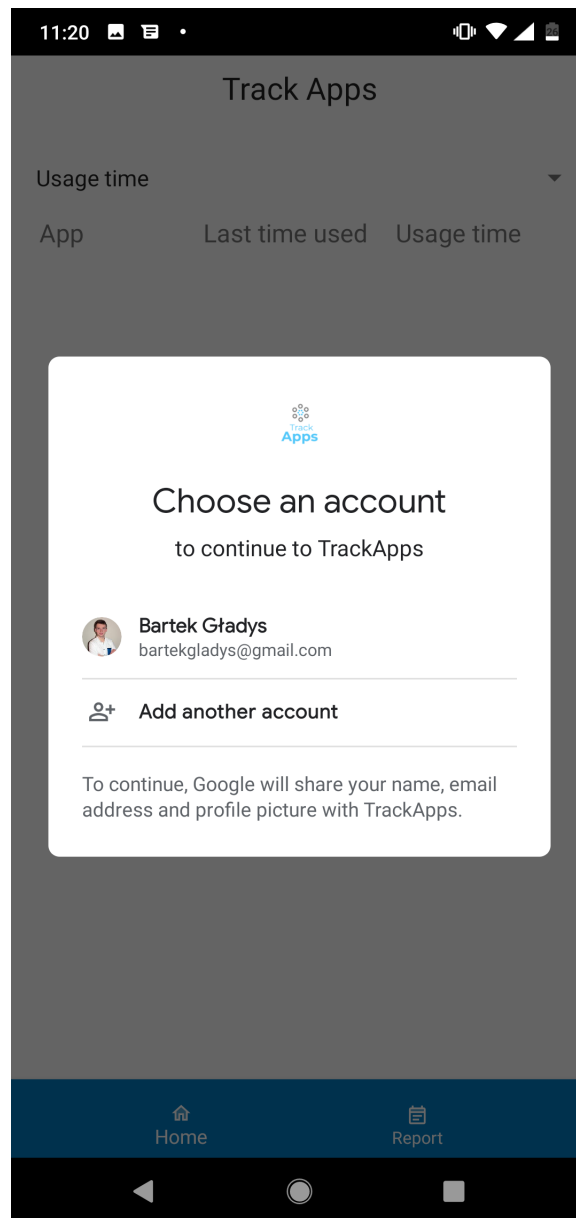 11:20
26
Track Apps
Usage time
App Last time used Usage time
Track
Apps
Choose an account
to continue to TrackApps
Bartek Gładys
bartekgladys@gmail.com
Add another account
To continue, Google will share your name, email
address and profile picture with TrackApps.
Home Report